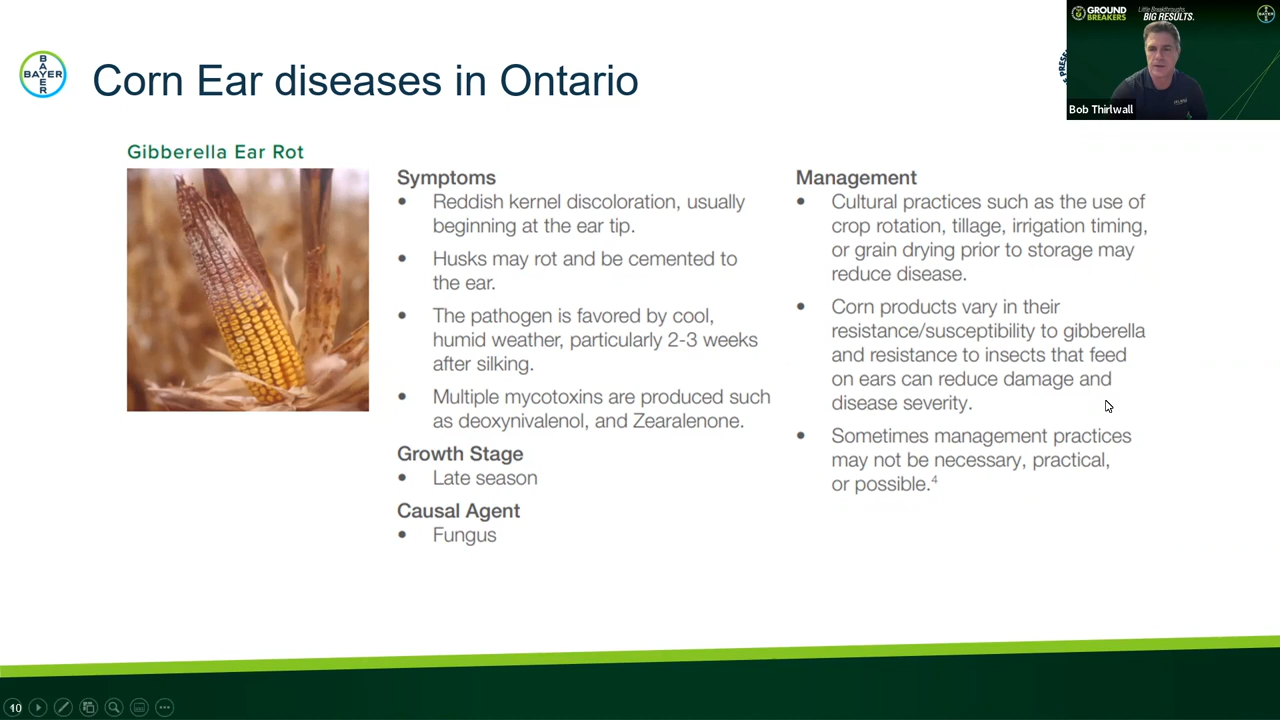 GROUND
BREAKERS
Little Breakthroughs.
BIG RESULTS.
BAYER
BAYER
Corn Ear diseases in Ontario
Bob Thirlwall
Gibberella Ear Rot
Symptoms
• Reddish kernel discoloration, usually
beginning at the ear tip.
• Husks may rot and be cemented to
the ear.
• The pathogen is favored by cool,
humid weather, particularly 2-3 weeks
after silking.
• Multiple mycotoxins are produced such
as deoxynivalenol, and Zearalenone.
Growth Stage
• Late season
Causal Agent
• Fungus
Management
• Cultural practices such as the use of
crop rotation, tillage, irrigation timing,
or grain drying prior to storage may
reduce disease.
• Corn products vary in their
resistance/susceptibility to gibberella
and resistance to insects that feed
on ears can reduce damage and
disease severity.
• Sometimes management practices
may not be necessary, practical,
or possible.⁴
10